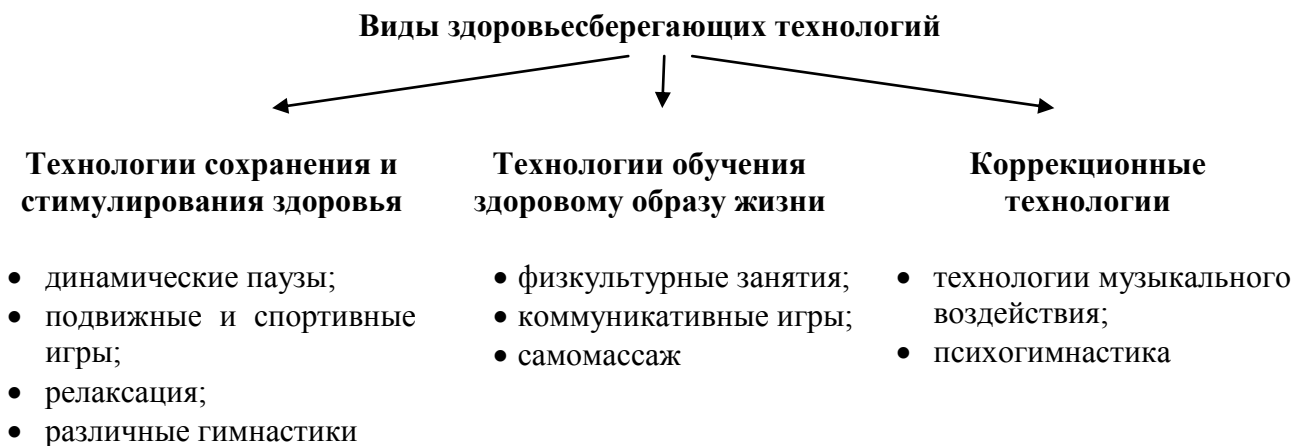 Виды здоровьесберегающих технологий
Технологии сохранения и
стимулирования здоровья
• динамические паузы;
• подвижные и спортивные
игры;
• релаксация;
• различные гимнастики
Технологии обучения
здоровому образу жизни
• физкультурные занятия;
• коммуникативные игры;
• самомассаж
Коррекционные
технологии
• технологии музыкального
воздействия;
• психогимнастика